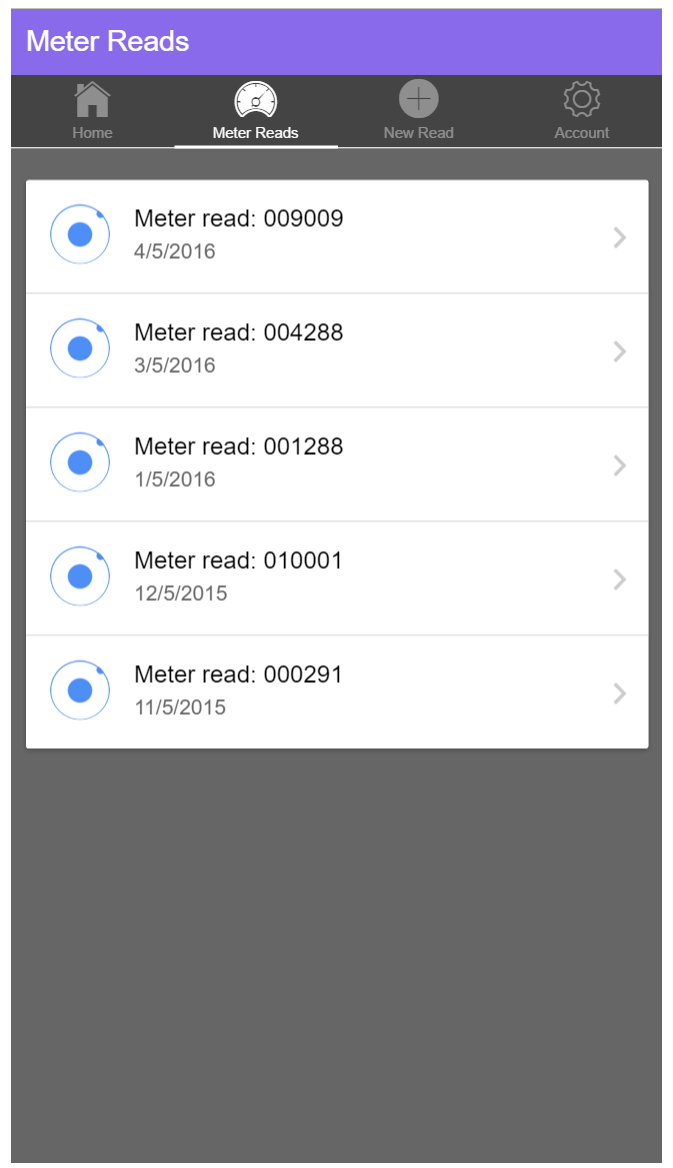 Meter Reads
Home
Meter Reads
New Read
Account
Meter read: 009009
4/5/2016
Meter read: 004288
3/5/2016
Meter read: 001288
1/5/2016
Meter read: 010001
12/5/2015
Meter read: 000291
11/5/2015